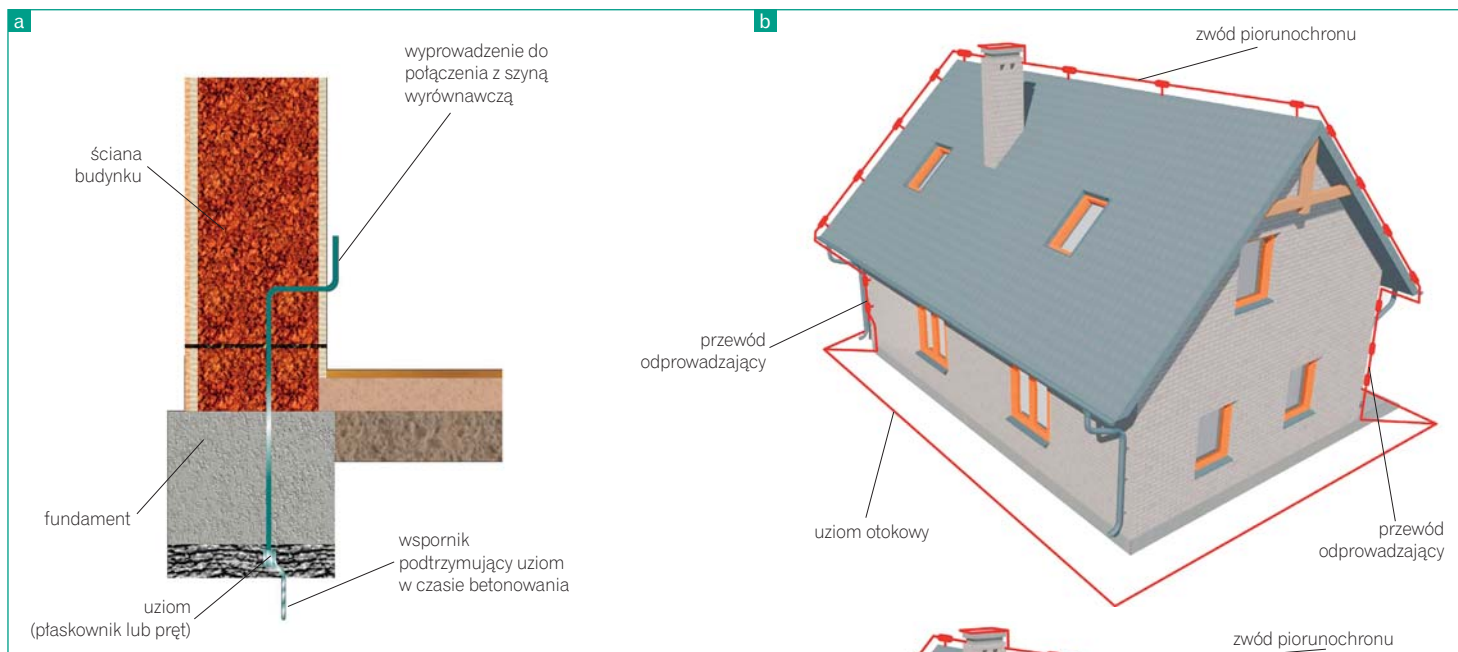 a
wyprowadzenie do
połączenia z szyną
wyrównawczą
ściana
budynku
fundament
wspornik
podtrzymujący uziom
w czasie betonowania
uziom
(płaskownik lub pręt)
b
zwód piorunochronu
przewód
odprowadzający
uziom otokowy
przewód
odprowadzający
zwód piorunochronu